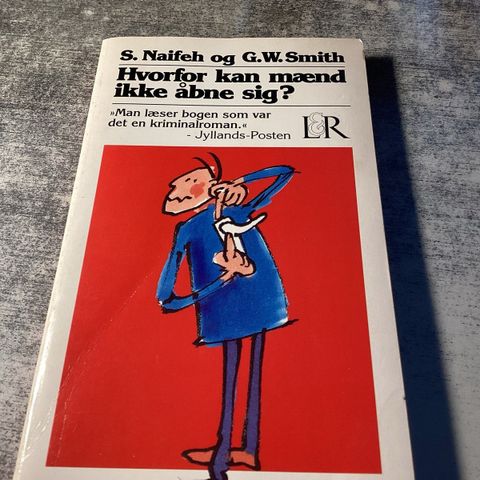 S. Naifeh og G.W. Smith
Hvorfor kan mænd
ikke åbne sig?
»Man læser bogen som var
det en kriminalroman.«
- Jyllands-Posten
L&R